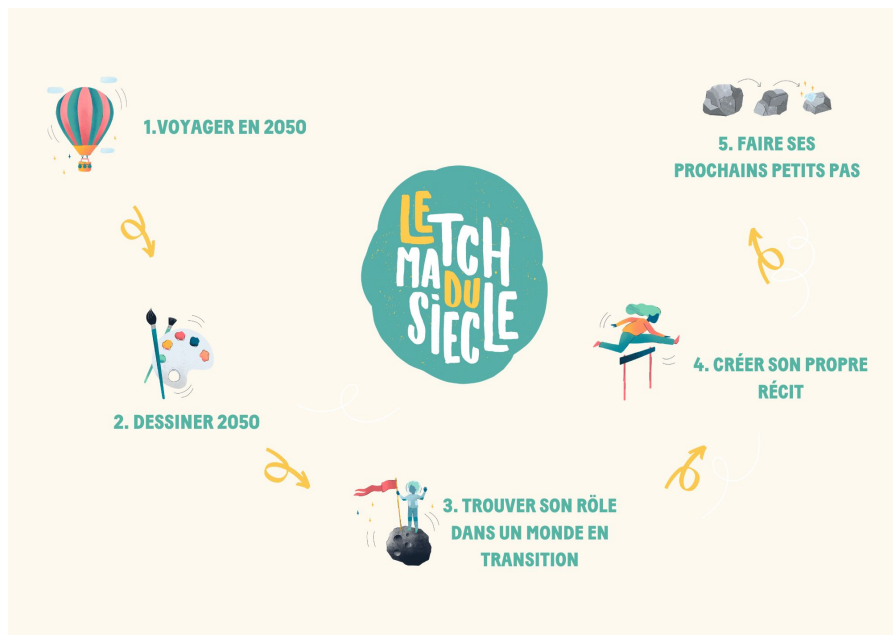 1.VOYAGER EN 2050
2. DESSINER 2050
LE
MATCH
DU
SIECLE
3. TROUVER SON RÖLE
DANS UN MONDE EN
TRANSITION
4. CRÉER SON PROPRE
RÉCIT
5. FAIRE SES
PROCHAINS PETITS PAS